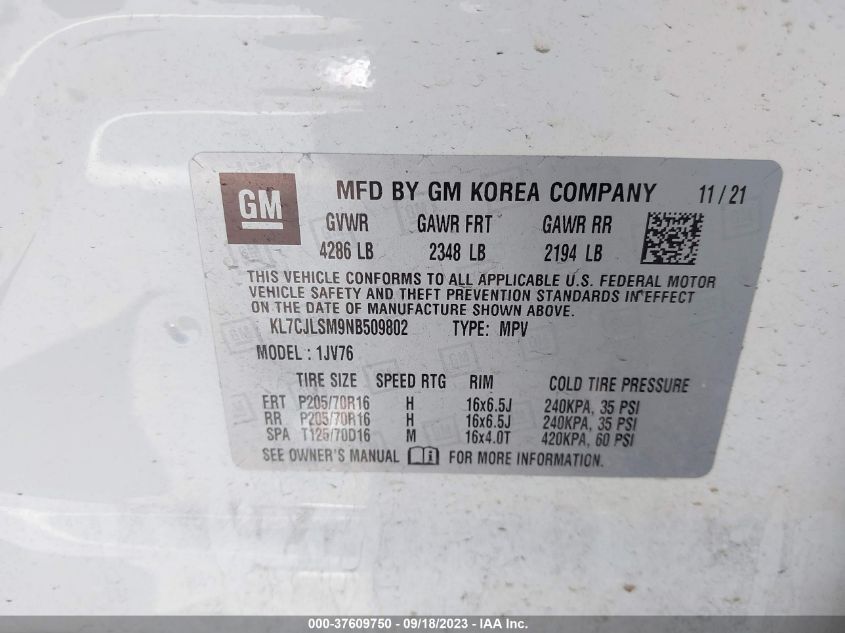 GM
MFD BY GM KOREA COMPANY 11/21
GVWR GAWR FRT GAWR RR
4286 LB 2348 LB 2194 LB
THIS VEHICLE CONFORMS TO ALL APPLICABLE U.S. FEDERAL MOTOR
VEHICLE SAFETY AND THEFT PREVENTION STANDARDS IN EFFECT
ON THE DATE OF MANUFACTURE SHOWN ABOVE.
KL7CJLSM9NB509802 TYPE: MPV
MODEL: 1JV76
TIRE SIZE SPEED RTG RIM COLD TIRE PRESSURE
FRT P205/70R16 H 16x6.5J 240KPA, 35 PSI
RR P205/70R16 H 16x6.5J 240KPA, 35 PSI
SPA T125/70D16 M 16x4.0T 420KPA, 60 PSI
SEE OWNER'S MANUAL FOR MORE INFORMATION.
000-37609750 - 09/18/2023 - IAA Inc.